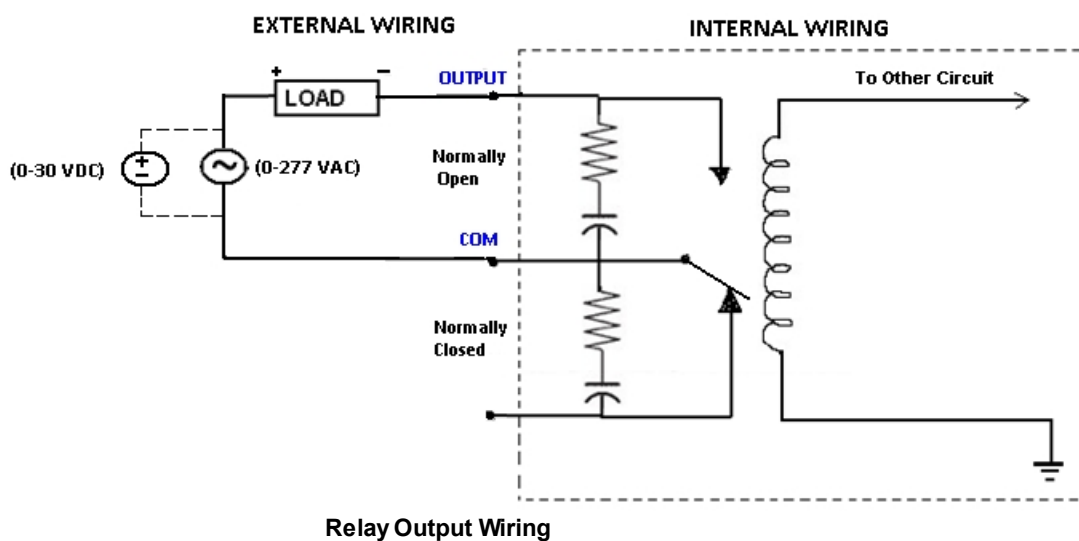 EXTERNAL WIRING
INTERNAL WIRING
+
−
OUTPUT
LOAD
To Other Circuit
(0-30 VDC)
+
−
~
(0-277 VAC)
Normally
Open
COM
Normally
Closed
Relay Output Wiring